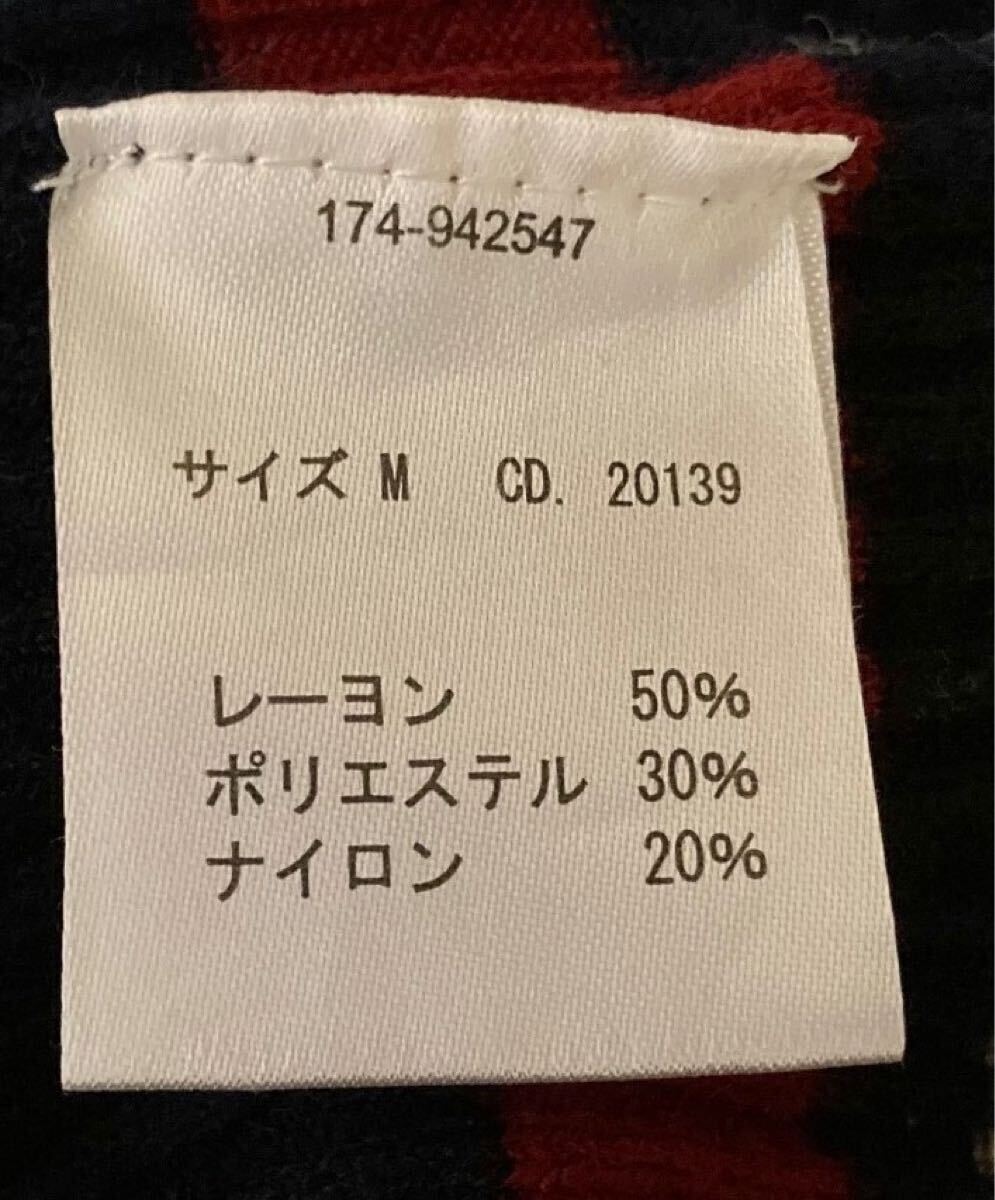 174-942547
サイズ M CD. 20139
レーヨン 50%
ポリエステル 30%
ナイロン 20%